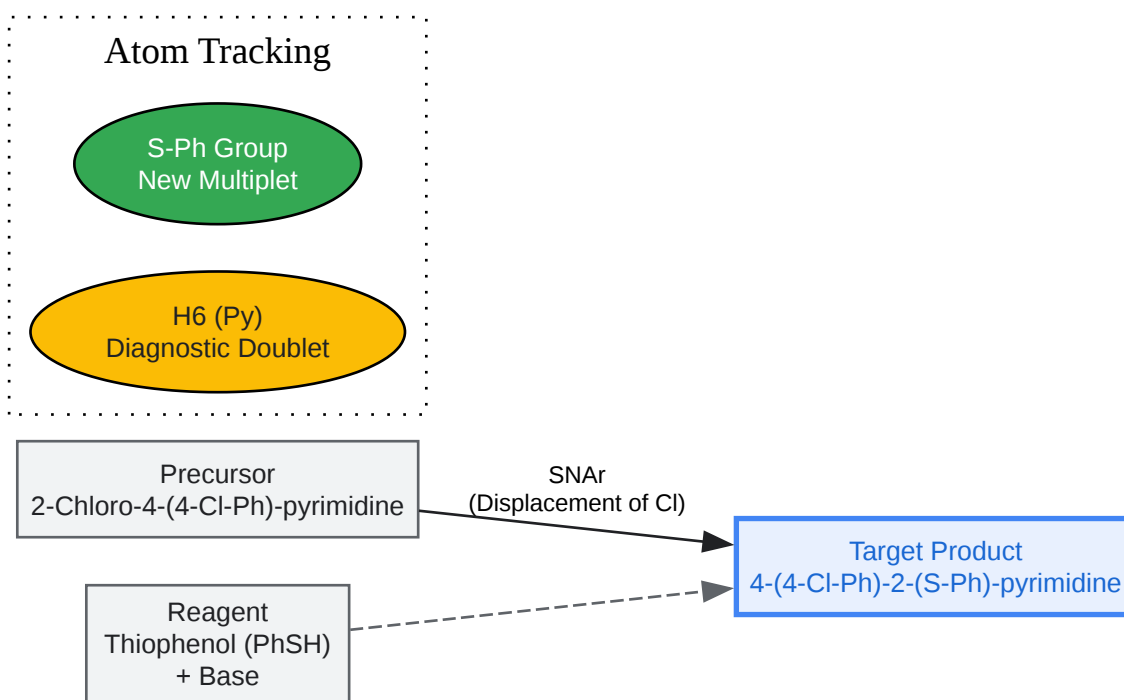 Atom Tracking
S-Ph Group
New Multiplet
H6 (Py)
Diagnostic Doublet
Precursor
2-Chloro-4-(4-Cl-Ph)-pyrimidine
SNAr
(Displacement of Cl)
Target Product
4-(4-Cl-Ph)-2-(S-Ph)-pyrimidine
Reagent
Thiophenol (PhSH)
+ Base